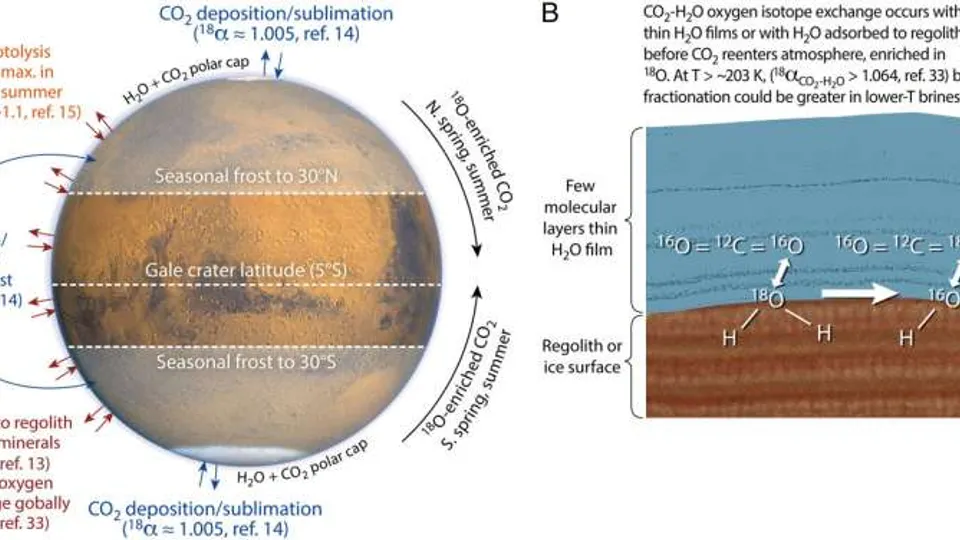 CO₂ deposition/sublimation
(¹⁸α ≈ 1.005, ref. 14)
max. in
summer
1.1, ref. 15)
H₂O + CO₂ polar cap
¹⁸O-enriched CO₂
N. spring, summer
Seasonal frost to 30°N
Gale crater latitude (5°S)
14)
Seasonal frost to 30°S
¹⁸O-enriched CO₂
S. spring, summer
to regolith
minerals
ref. 13)
oxygen
gobally
ref. 33)
H₂O + CO₂ polar cap
CO₂ deposition/sublimation
(¹⁸α ≈ 1.005, ref. 14)
B
CO₂-H₂O oxygen isotope exchange occurs with
thin H₂O films or with H₂O adsorbed to regolith
before CO₂ reenters atmosphere, enriched in
¹⁸O. At T > ~203 K, (¹⁸αCO₂-H₂O > 1.064, ref. 33) b
fractionation could be greater in lower-T brines
Few
molecular
layers thin
H₂O film
¹⁶O = ¹²C = ¹⁶O
¹⁶O = ¹²C = ¹⁸
¹⁸O
¹⁶O
H
H
H
Regolith or
ice surface